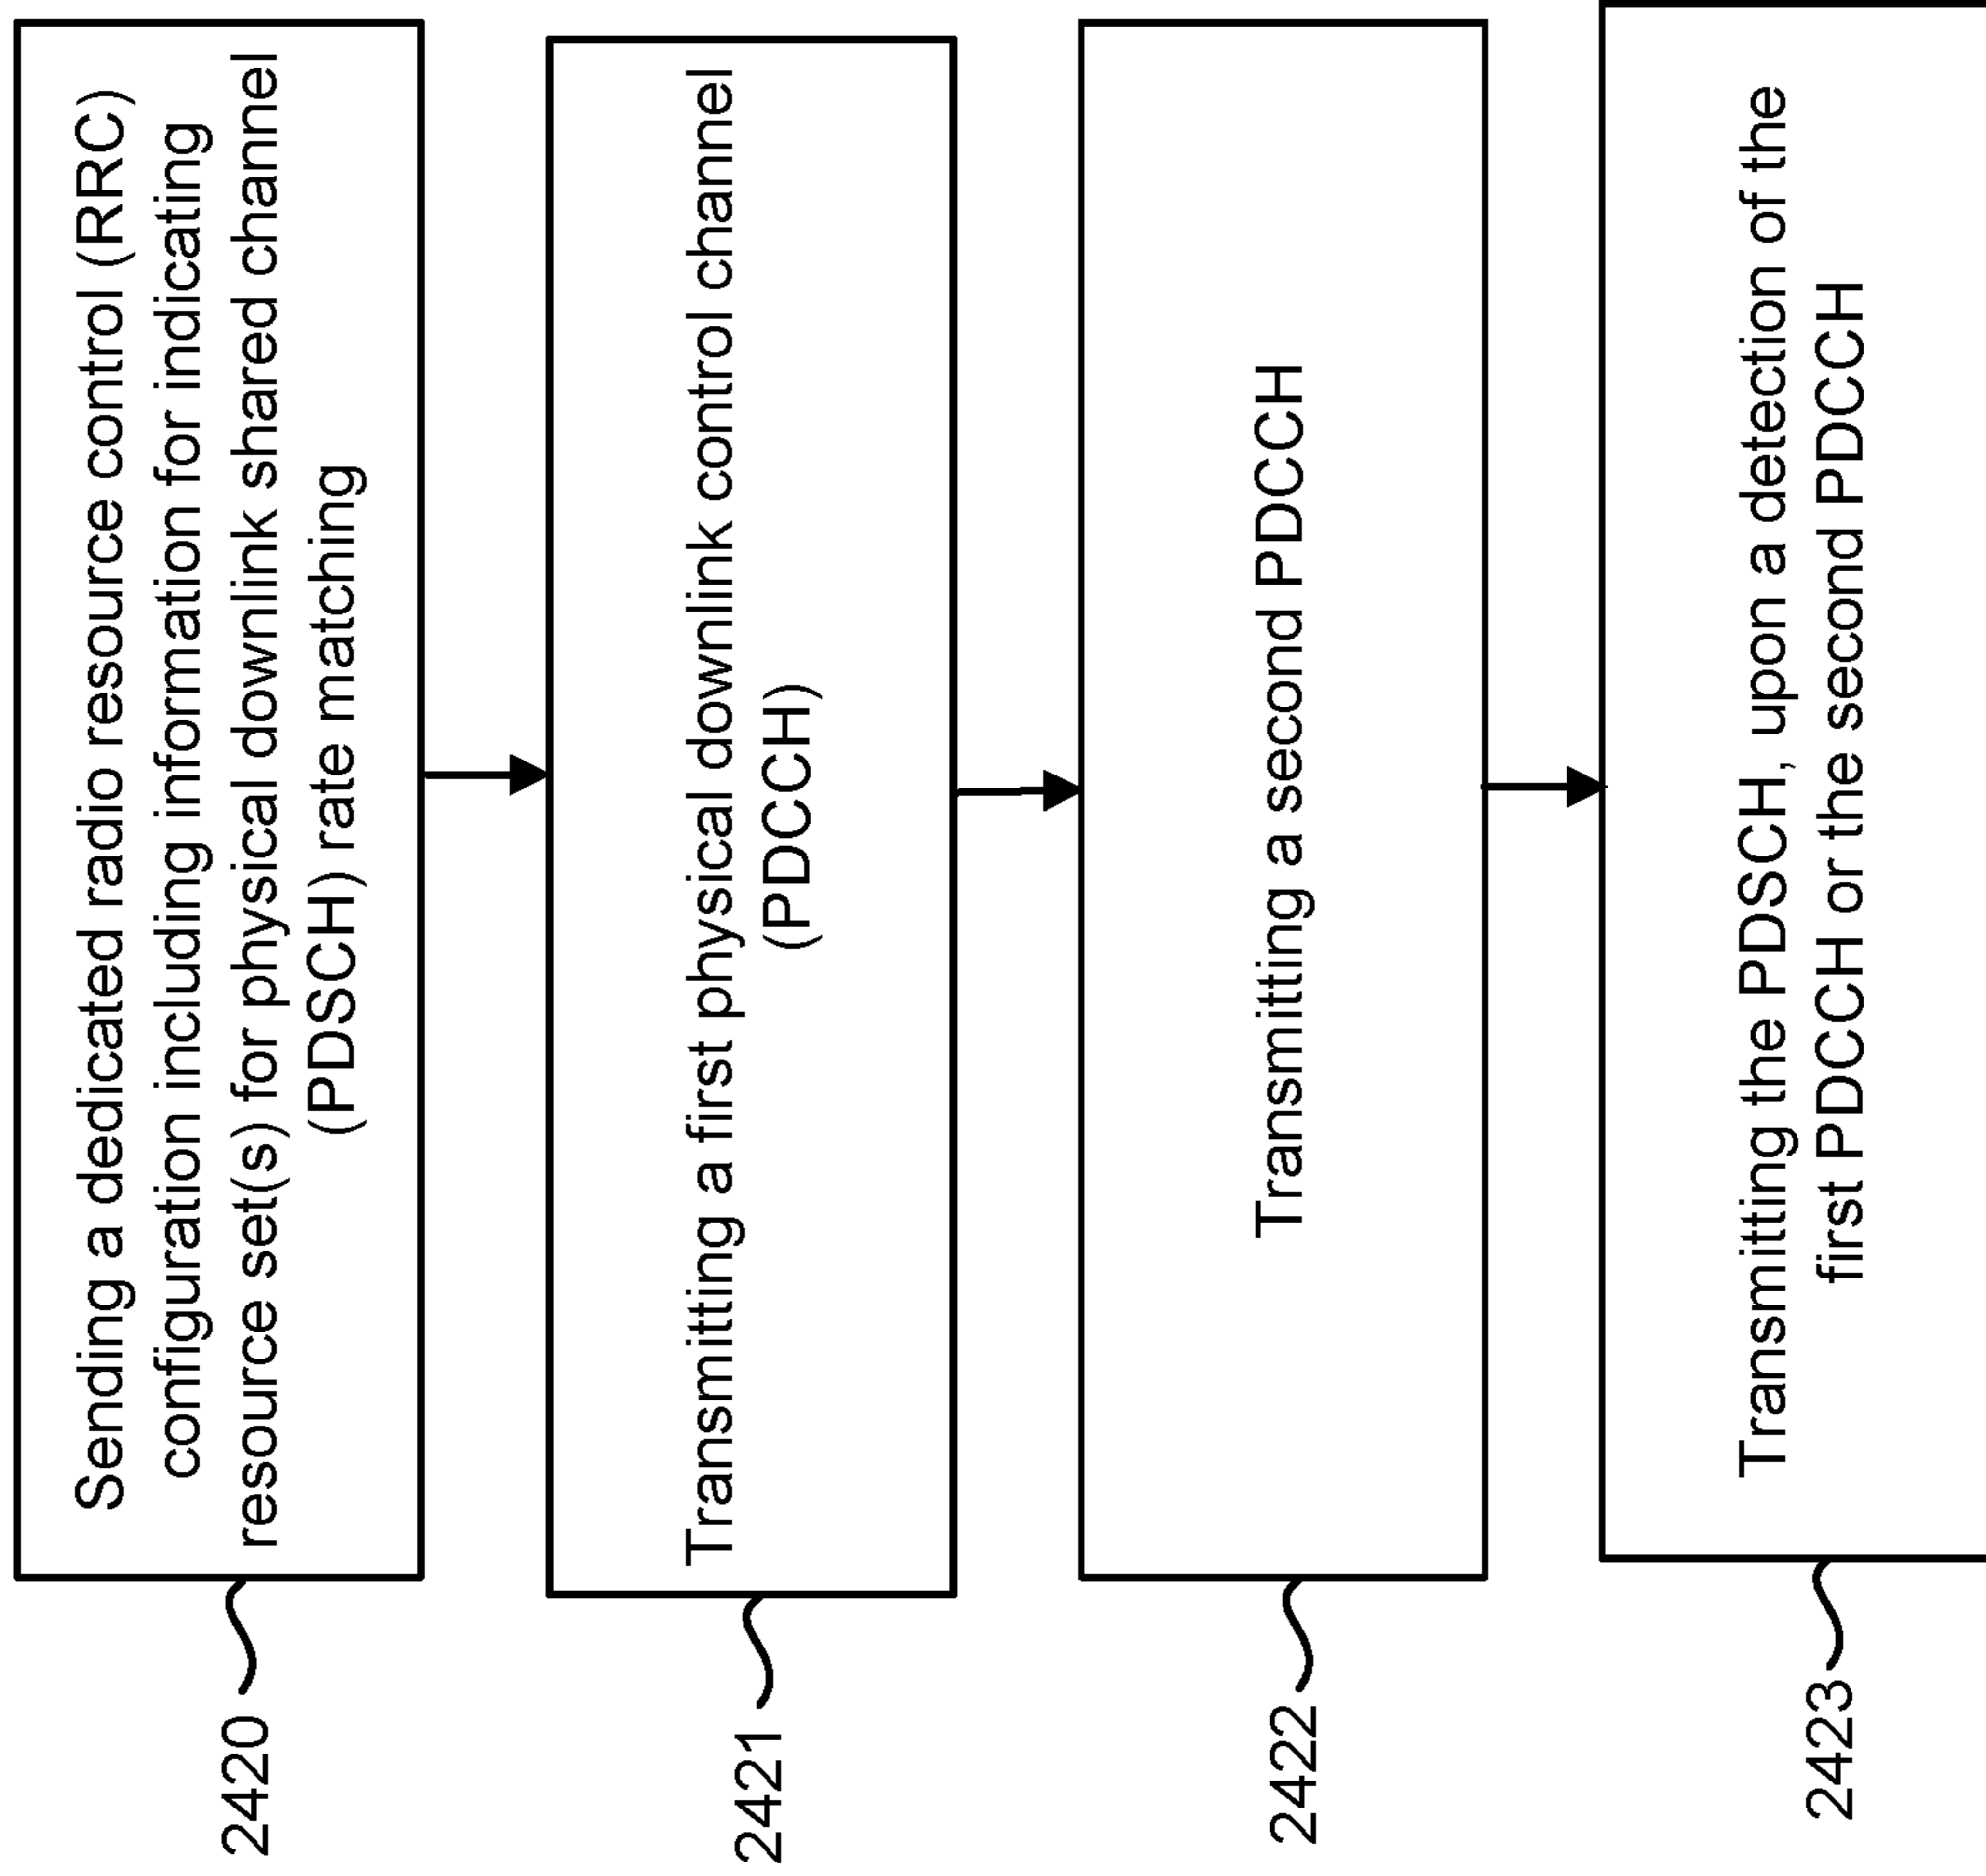 2420
Sending a dedicated radio resource control (RRC)
configuration including information for indicating
resource set(s) for physical downlink shared channel
(PDSCH) rate matching
2421
Transmitting a first physical downlink control channel
(PDCCH)
2422
Transmitting a second PDCCH
2423
Transmitting the PDSCH, upon a detection of the
first PDCCH or the second PDCCH